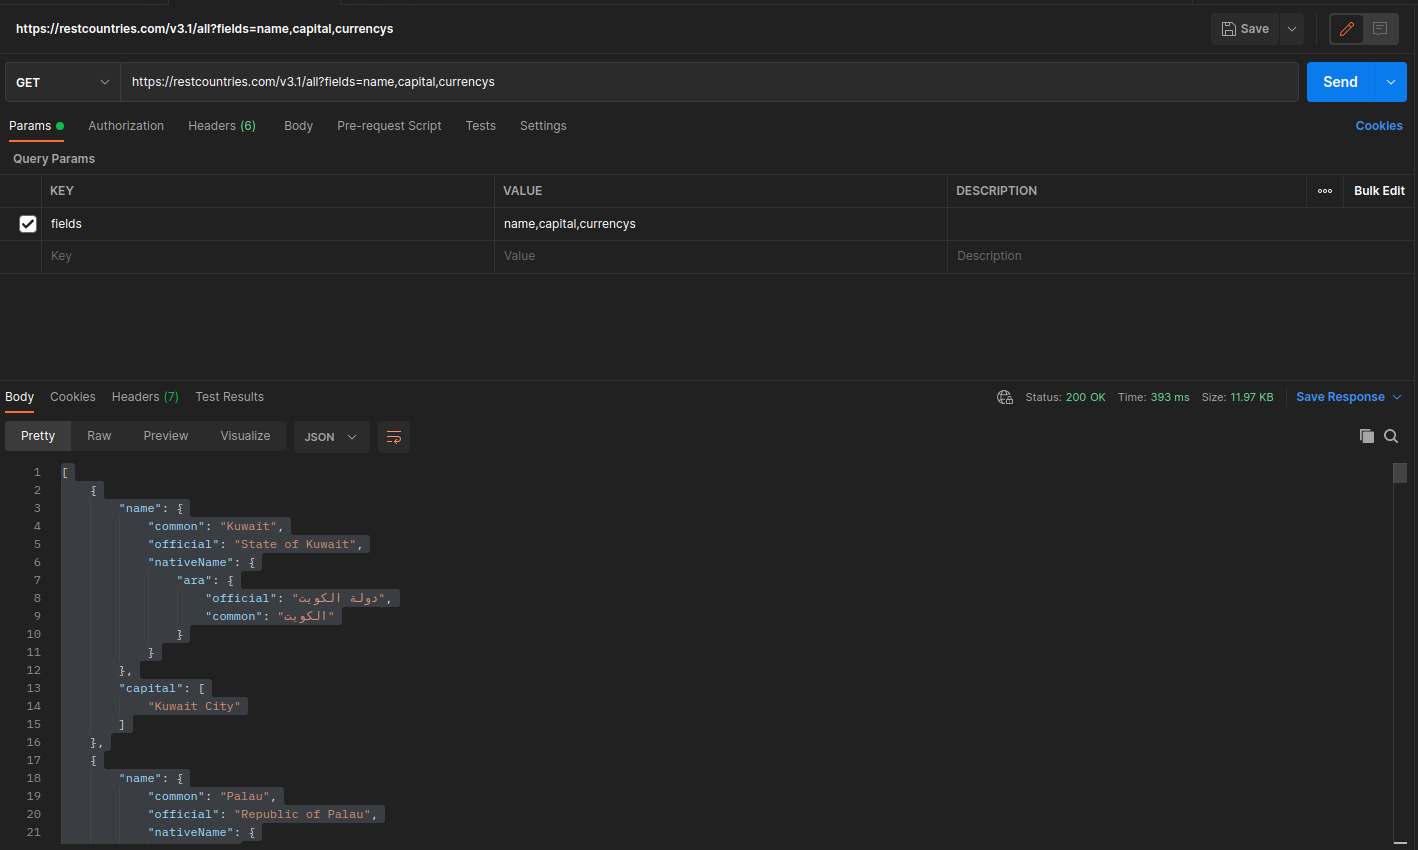 https://restcountries.com/v3.1/all?fields=name,capital,currencys Save
GET https://restcountries.com/v3.1/all?fields=name,capital,currencys Send
Params Authorization Headers (6) Body Pre-request Script Tests Settings Cookies
Query Params
KEY VALUE DESCRIPTION ooo Bulk Edit
fields name,capital,currencys
Key Value Description
Body Cookies Headers (7) Test Results Status: 200 OK Time: 393 ms Size: 11.97 KB Save Response
Pretty Raw Preview Visualize JSON
1 [
2 {
3 "name": {
4 "common": "Kuwait",
5 "official": "State of Kuwait",
6 "nativeName": {
7 "ara": {
8 "official": "دولة الكويت",
9 "common": "الكويت"
10 }
11 }
12 },
13 "capital": [
14 "Kuwait City"
15 ]
16 },
17 {
18 "name": {
19 "common": "Palau",
20 "official": "Republic of Palau",
21 "nativeName": {